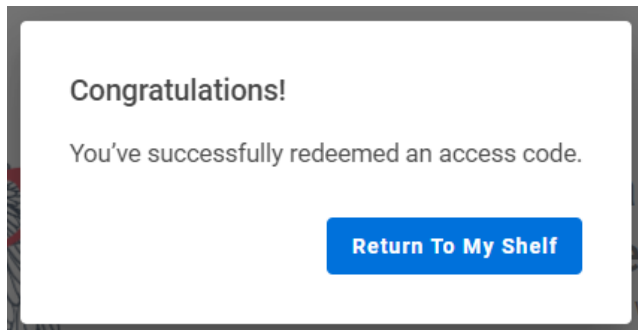 Congratulations!
You’ve successfully redeemed an access code.
Return To My Shelf